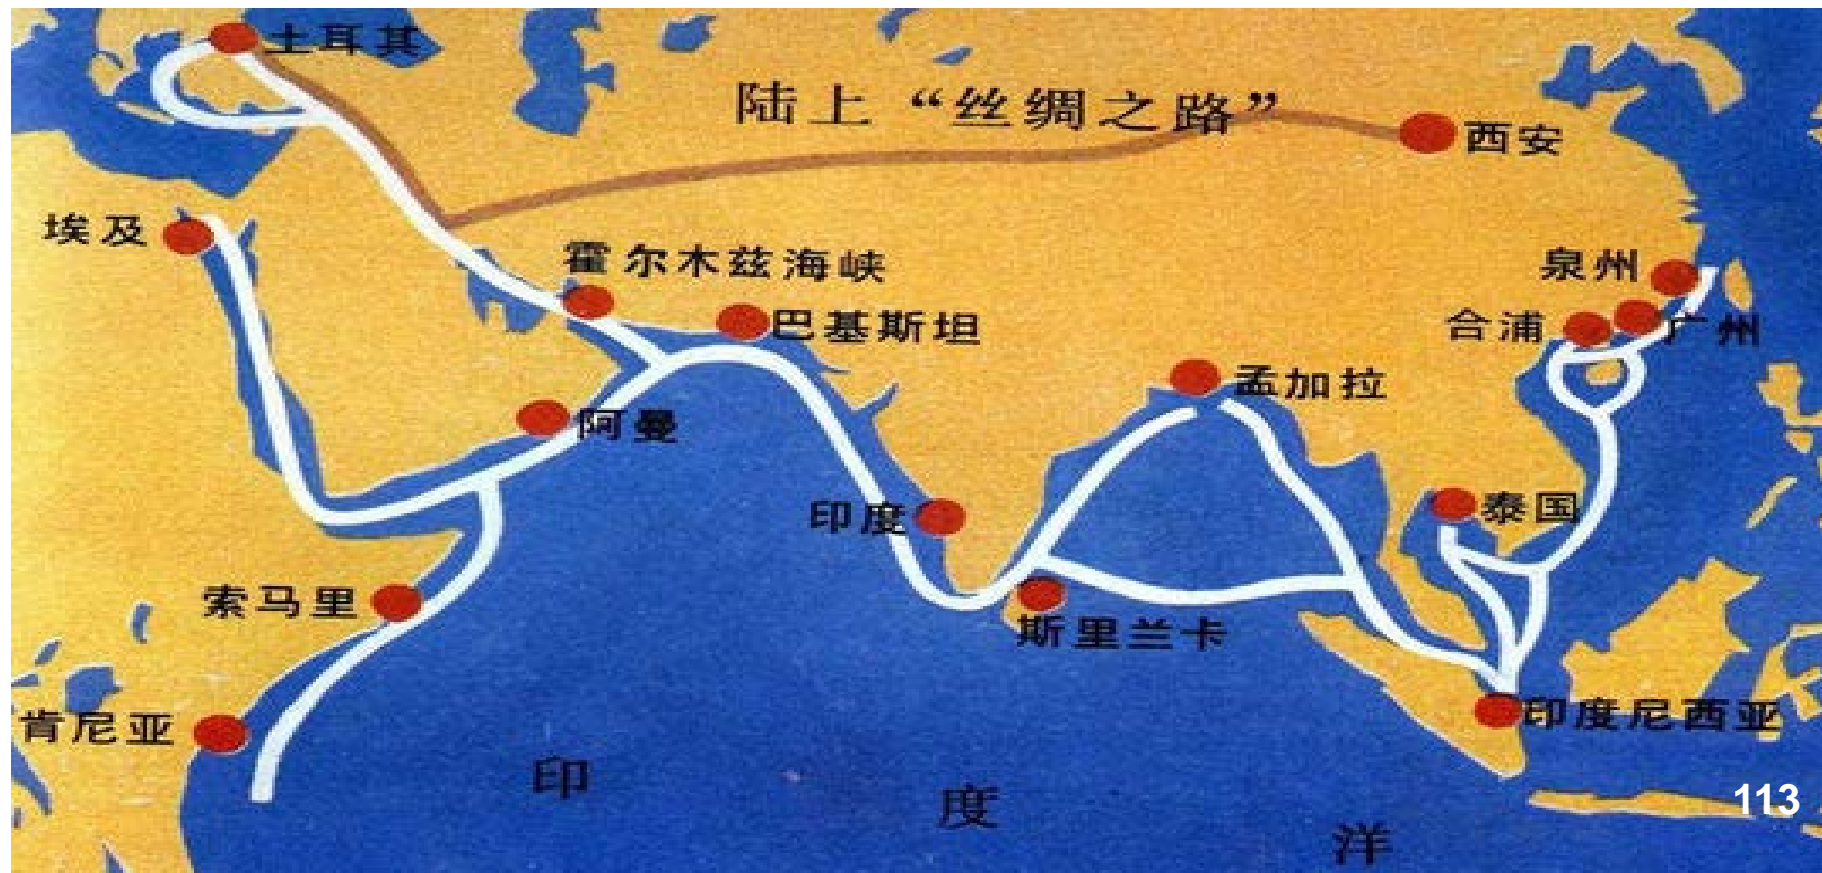 土耳其
陆上“丝绸之路”
西安
埃及
霍尔木兹海峡
泉州
巴基斯坦
合浦
广州
孟加拉
阿曼
印度
泰国
索马里
斯里兰卡
肯尼亚
印度尼西亚
印度洋
113